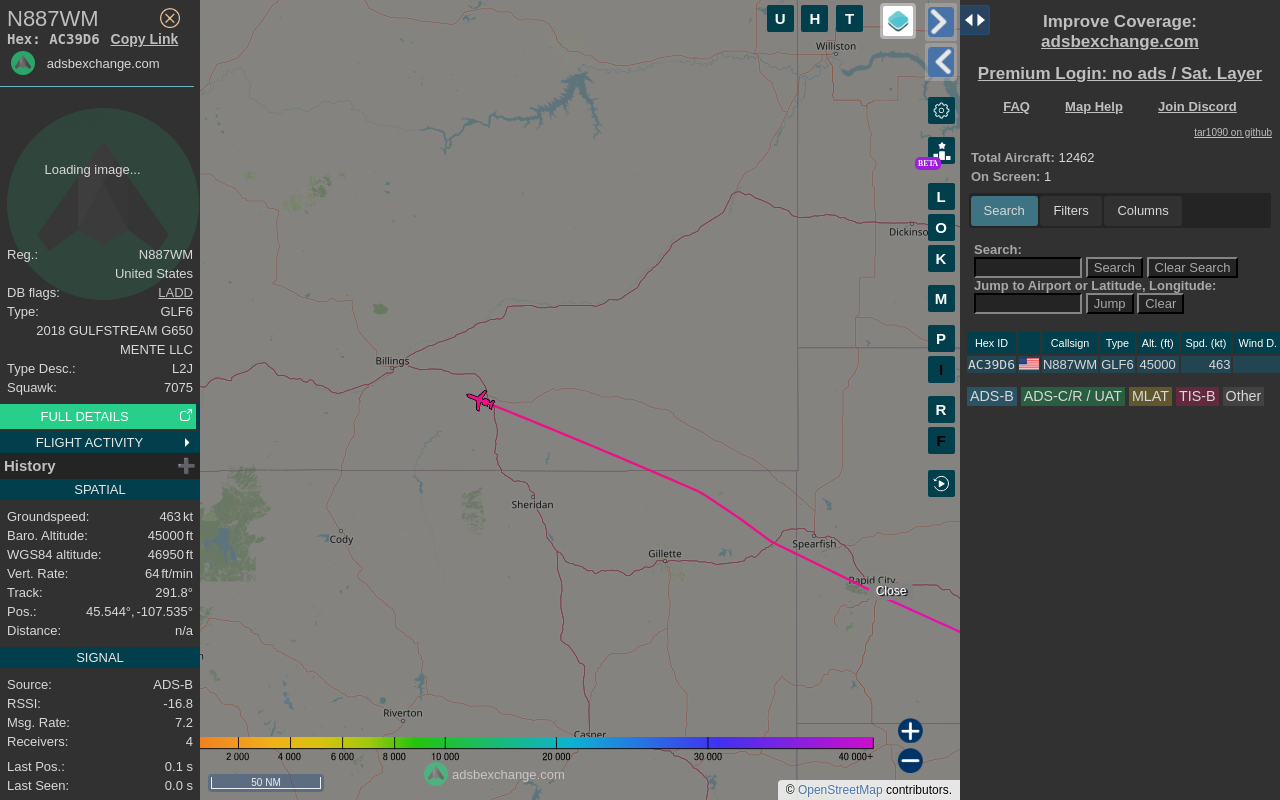 N887WM
Hex: AC39D6 Copy Link
adsbexchange.com
Loading image...
Reg.: N887WM
United States
DB flags: LADD
Type: GLF6
2018 GULFSTREAM G650
MENTE LLC
Type Desc.: L2J
Squawk: 7075
FULL DETAILS
FLIGHT ACTIVITY
History
SPATIAL
Groundspeed: 463 kt
Baro. Altitude: 45000 ft
WGS84 altitude: 46950 ft
Vert. Rate: 64 ft/min
Track: 291.8°
Pos.: 45.544°, -107.535°
Distance: n/a
SIGNAL
Source: ADS-B
RSSI: -16.8
Msg. Rate: 7.2
Receivers: 4
Last Pos.: 0.1 s
Last Seen: 0.0 s
U H T
Williston
BETA
L
O
K
M
P
I
R
F
Dickinso
Billings
Sheridan
Cody
Gillette
Spearfish
Rapid City
Close
Riverton
Casper
2 000 4 000 6 000 8 000 10 000 20 000 30 000 40 000+
adsbexchange.com
50 NM
© OpenStreetMap contributors.
Improve Coverage:
adsbexchange.com
Premium Login: no ads / Sat. Layer
FAQ Map Help Join Discord
tar1090 on github
Total Aircraft: 12462
On Screen: 1
Search Filters Columns
Search:
Search Clear Search
Jump to Airport or Latitude, Longitude:
Jump Clear
Hex ID Callsign Type Alt. (ft) Spd. (kt) Wind D.
AC39D6 N887WM GLF6 45000 463
ADS-B ADS-C/R / UAT MLAT TIS-B Other